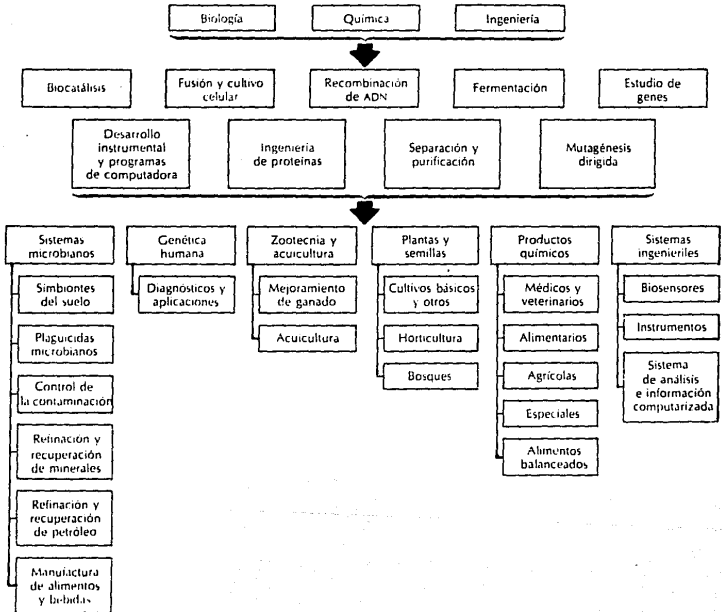 Biología
Química
Ingeniería
Biocatálisis
Fusión y cultivo
celular
Recombinación
de ADN
Fermentación
Estudio de
genes
Desarrollo
instrumental
y programas
de computadora
Ingeniería
de proteínas
Separación y
purificación
Mutagénesis
dirigida
Sistemas
microbianos
Simbiontes
del suelo
Plaguicidas
microbianos
Control de
la contaminación
Refinación y
recuperación
de minerales
Refinación y
recuperación
de petróleo
Manufactura
de alimentos
y bebidas
Genética
humana
Diagnósticos y
aplicaciones
Zootecnia y
acuicultura
Mejoramiento
de ganado
Acuicultura
Plantas y
semillas
Cultivos básicos
y otros
Horticultura
Bosques
Productos
químicos
Médicos y
veterinarios
Alimentarios
Agrícolas
Especiales
Alimentos
balanceados
Sistemas
ingenieriles
Biosensores
Instrumentos
Sistema
de análisis
e información
computarizada